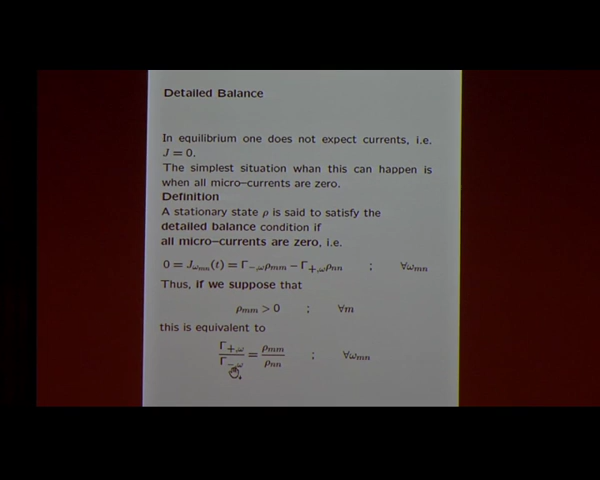 Detailed Balance
In equilibrium one does not expect currents, i.e.
J = 0.
The simplest situation whan this can happen is
when all micro−currents are zero.
Definition
A stationary state ρ is said to satisfy the
detailed balance condition if
all micro−currents are zero, i.e.
0 = J_{ω_{mn}}(t) = Γ_{−,ω}ρ_{mm} − Γ_{+,ω}ρ_{nn} ; ∀ω_{mn}
Thus, if we suppose that
ρ_{mm} > 0 ; ∀m
this is equivalent to
Γ_{+,ω}/Γ_{−,ω} = ρ_{mm}/ρ_{nn} ; ∀ω_{mn}